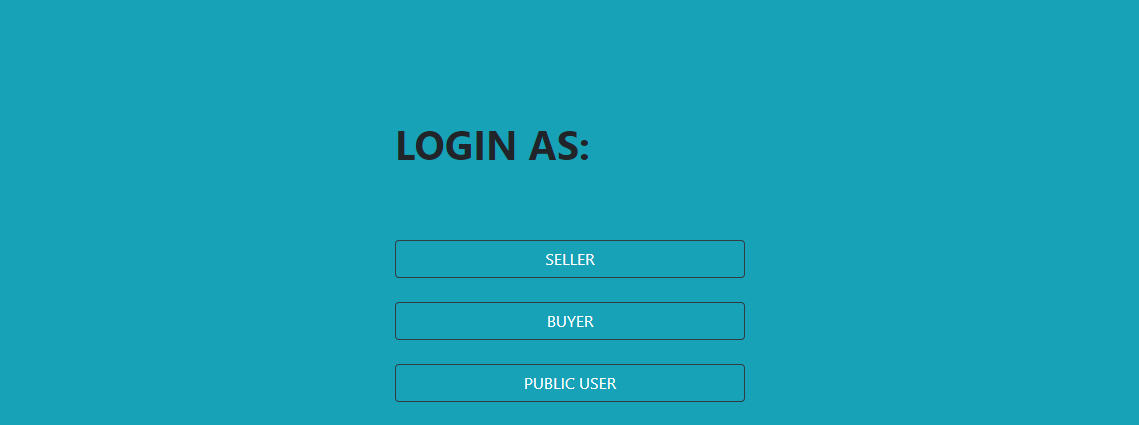 LOGIN AS:
SELLER
BUYER
PUBLIC USER